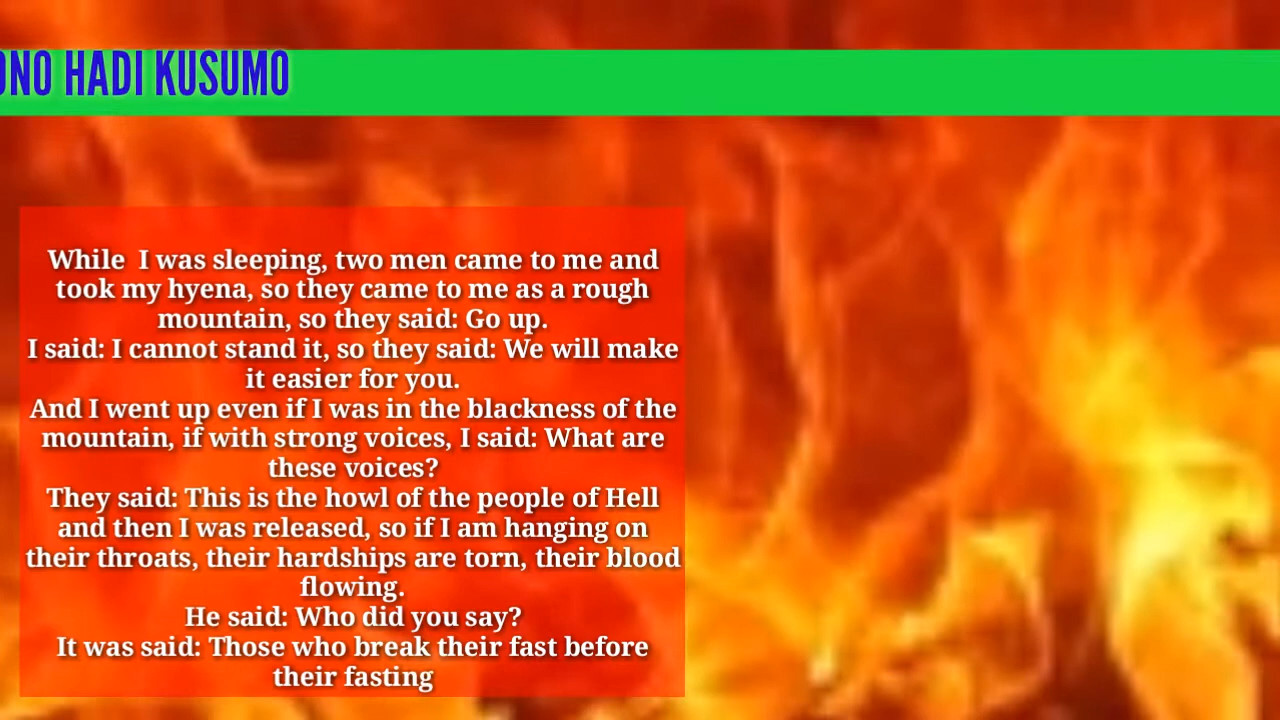 ONO HADI KUSUMO
While I was sleeping, two men came to me and
took my hyena, so they came to me as a rough
mountain, so they said: Go up.
I said: I cannot stand it, so they said: We will make
it easier for you.
And I went up even if I was in the blackness of the
mountain, if with strong voices, I said: What are
these voices?
They said: This is the howl of the people of Hell
and then I was released, so if I am hanging on
their throats, their hardships are torn, their blood
flowing.
He said: Who did you say?
It was said: Those who break their fast before
their fasting